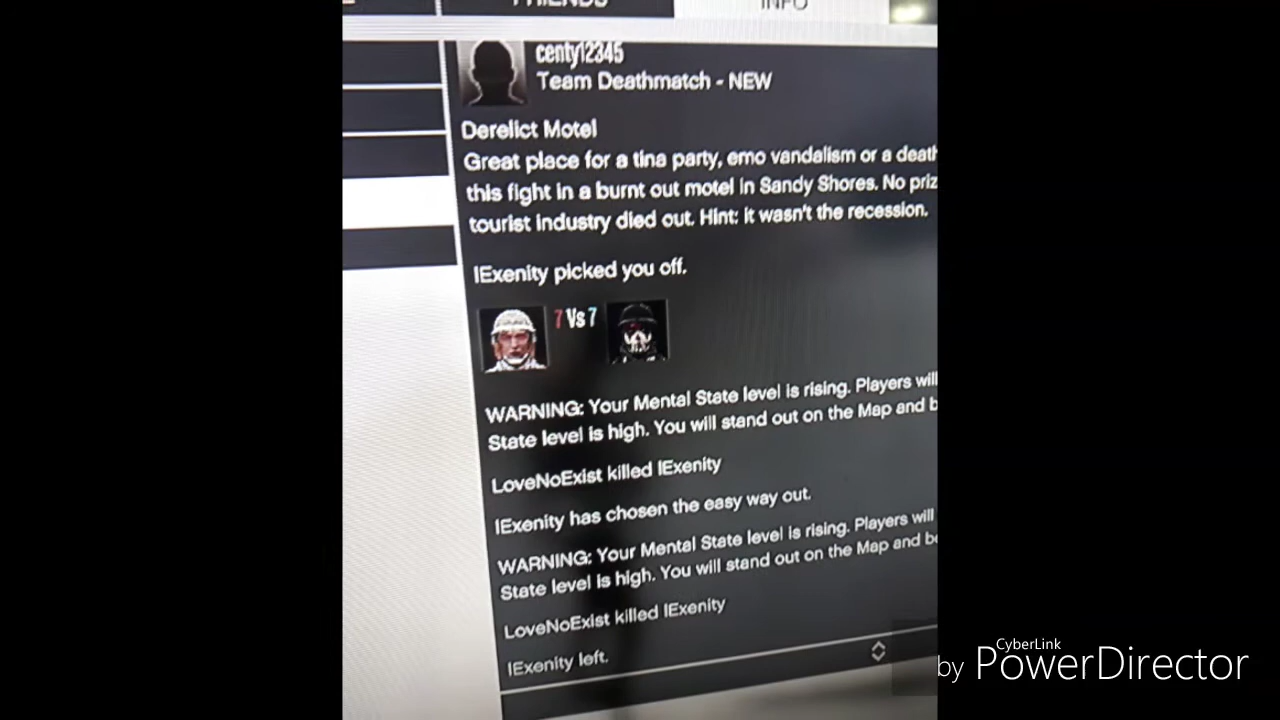 FRIENDS
INFO
centy12345
Team Deathmatch - NEW
Derelict Motel
Great place for a tina party, emo vandalism or a death
this fight in a burnt out motel in Sandy Shores. No priz
tourist industry died out. Hint: it wasn't the recession.
IExenity picked you off.
7 Vs 7
WARNING: Your Mental State level is rising. Players will
State level is high. You will stand out on the Map and b
LoveNoExist killed IExenity
IExenity has chosen the easy way out.
WARNING: Your Mental State level is rising. Players will
State level is high. You will stand out on the Map and be
LoveNoExist killed IExenity
IExenity left.
CyberLink
by PowerDirector